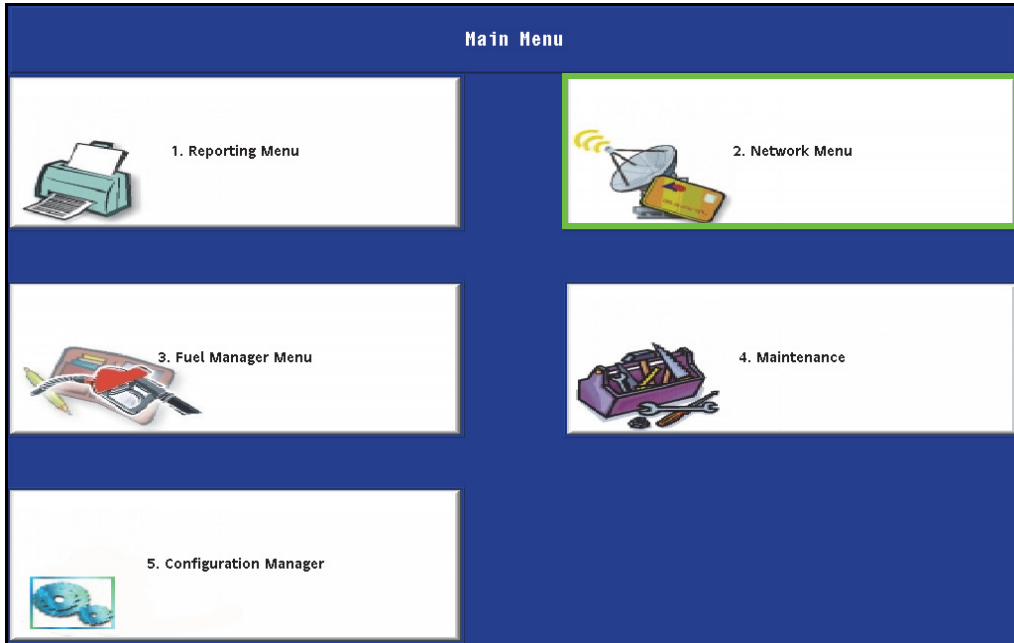 Main Menu
1. Reporting Menu
2. Network Menu
3. Fuel Manager Menu
4. Maintenance
5. Configuration Manager